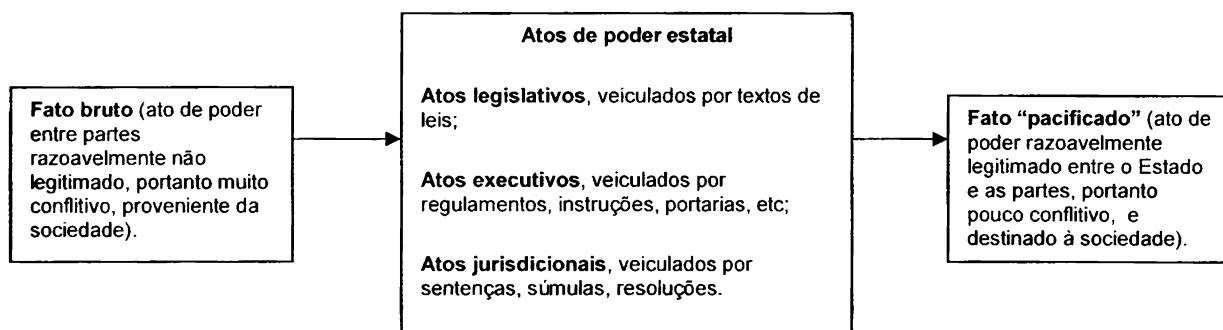 Fato bruto (ato de poder
entre partes
razoavelmente não
legitimado, portanto muito
conflitivo, proveniente da
sociedade).
Atos de poder estatal
Atos legislativos, veiculados por textos de
leis;
Atos executivos, veiculados por
regulamentos, instruções, portarias, etc;
Atos jurisdicionais, veiculados por
sentenças, súmulas, resoluções.
Fato “pacificado” (ato de
poder razoavelmente
legitimado entre o Estado
e as partes, portanto
pouco conflitivo, e
destinado à sociedade).